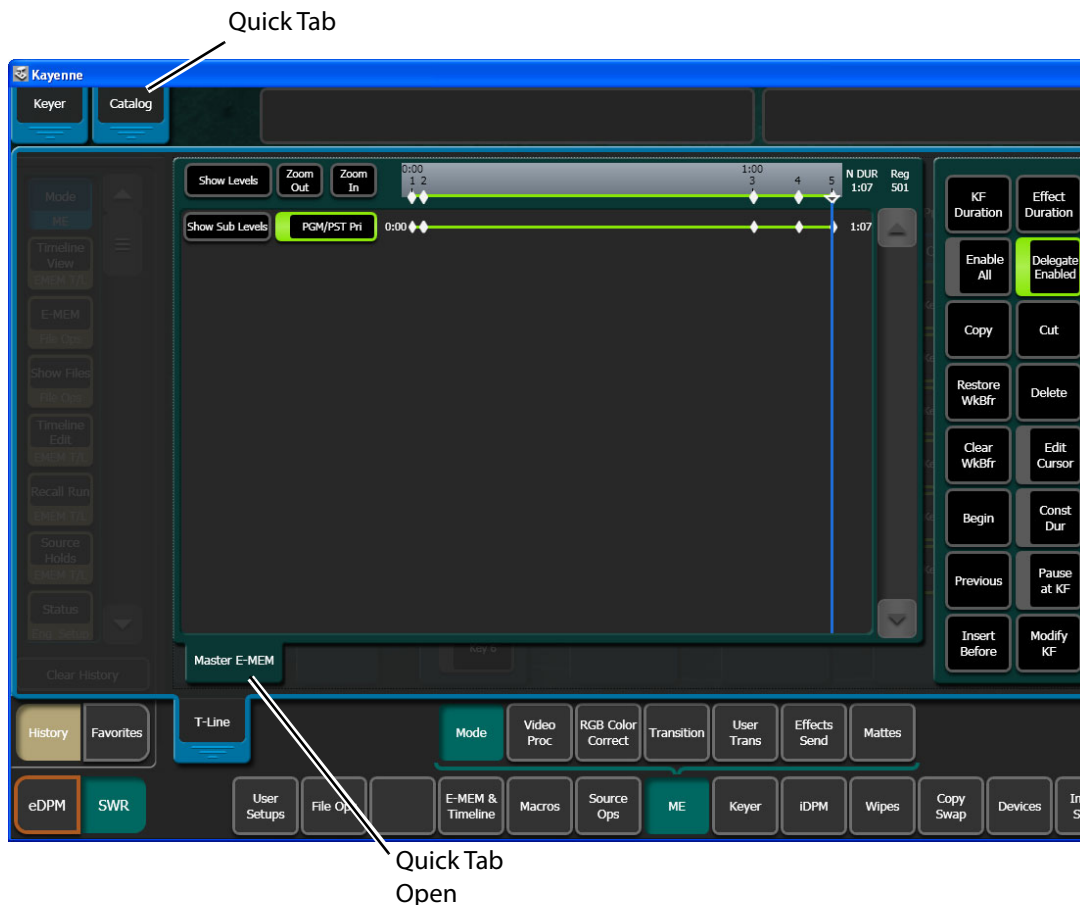 Quick Tab
Kayenne
Keyer
Catalog
Show Levels
Zoom
Out
Zoom
In
0:00
1:00
1 2
3
4
5
N DUR
1:07
Reg
501
Show Sub Levels
PGM/PST Pri
0:00
1:07
Mode
ME
Timeline
View
EMEM T/L
E-MEM
File Ops
Show Files
File Ops
Timeline
Edit
EMEM T/L
Recall Run
EMEM T/L
Source
Holds
EMEM T/L
Status
Eng. Setup
Clear History
KF
Duration
Effect
Duration
Enable
All
Delegate
Enabled
Copy
Cut
Restore
WkBfr
Delete
Clear
WkBfr
Edit
Cursor
Begin
Const
Dur
Previous
Pause
at KF
Insert
Before
Modify
KF
Master E-MEM
Key 6
History
Favorites
T-Line
Mode
Video
Proc
RGB Color
Correct
Transition
User
Trans
Effects
Send
Mattes
eDPM
SWR
User
Setups
File Ops
E-MEM &
Timeline
Macros
Source
Ops
ME
Keyer
iDPM
Wipes
Copy
Swap
Devices
Quick Tab
Open